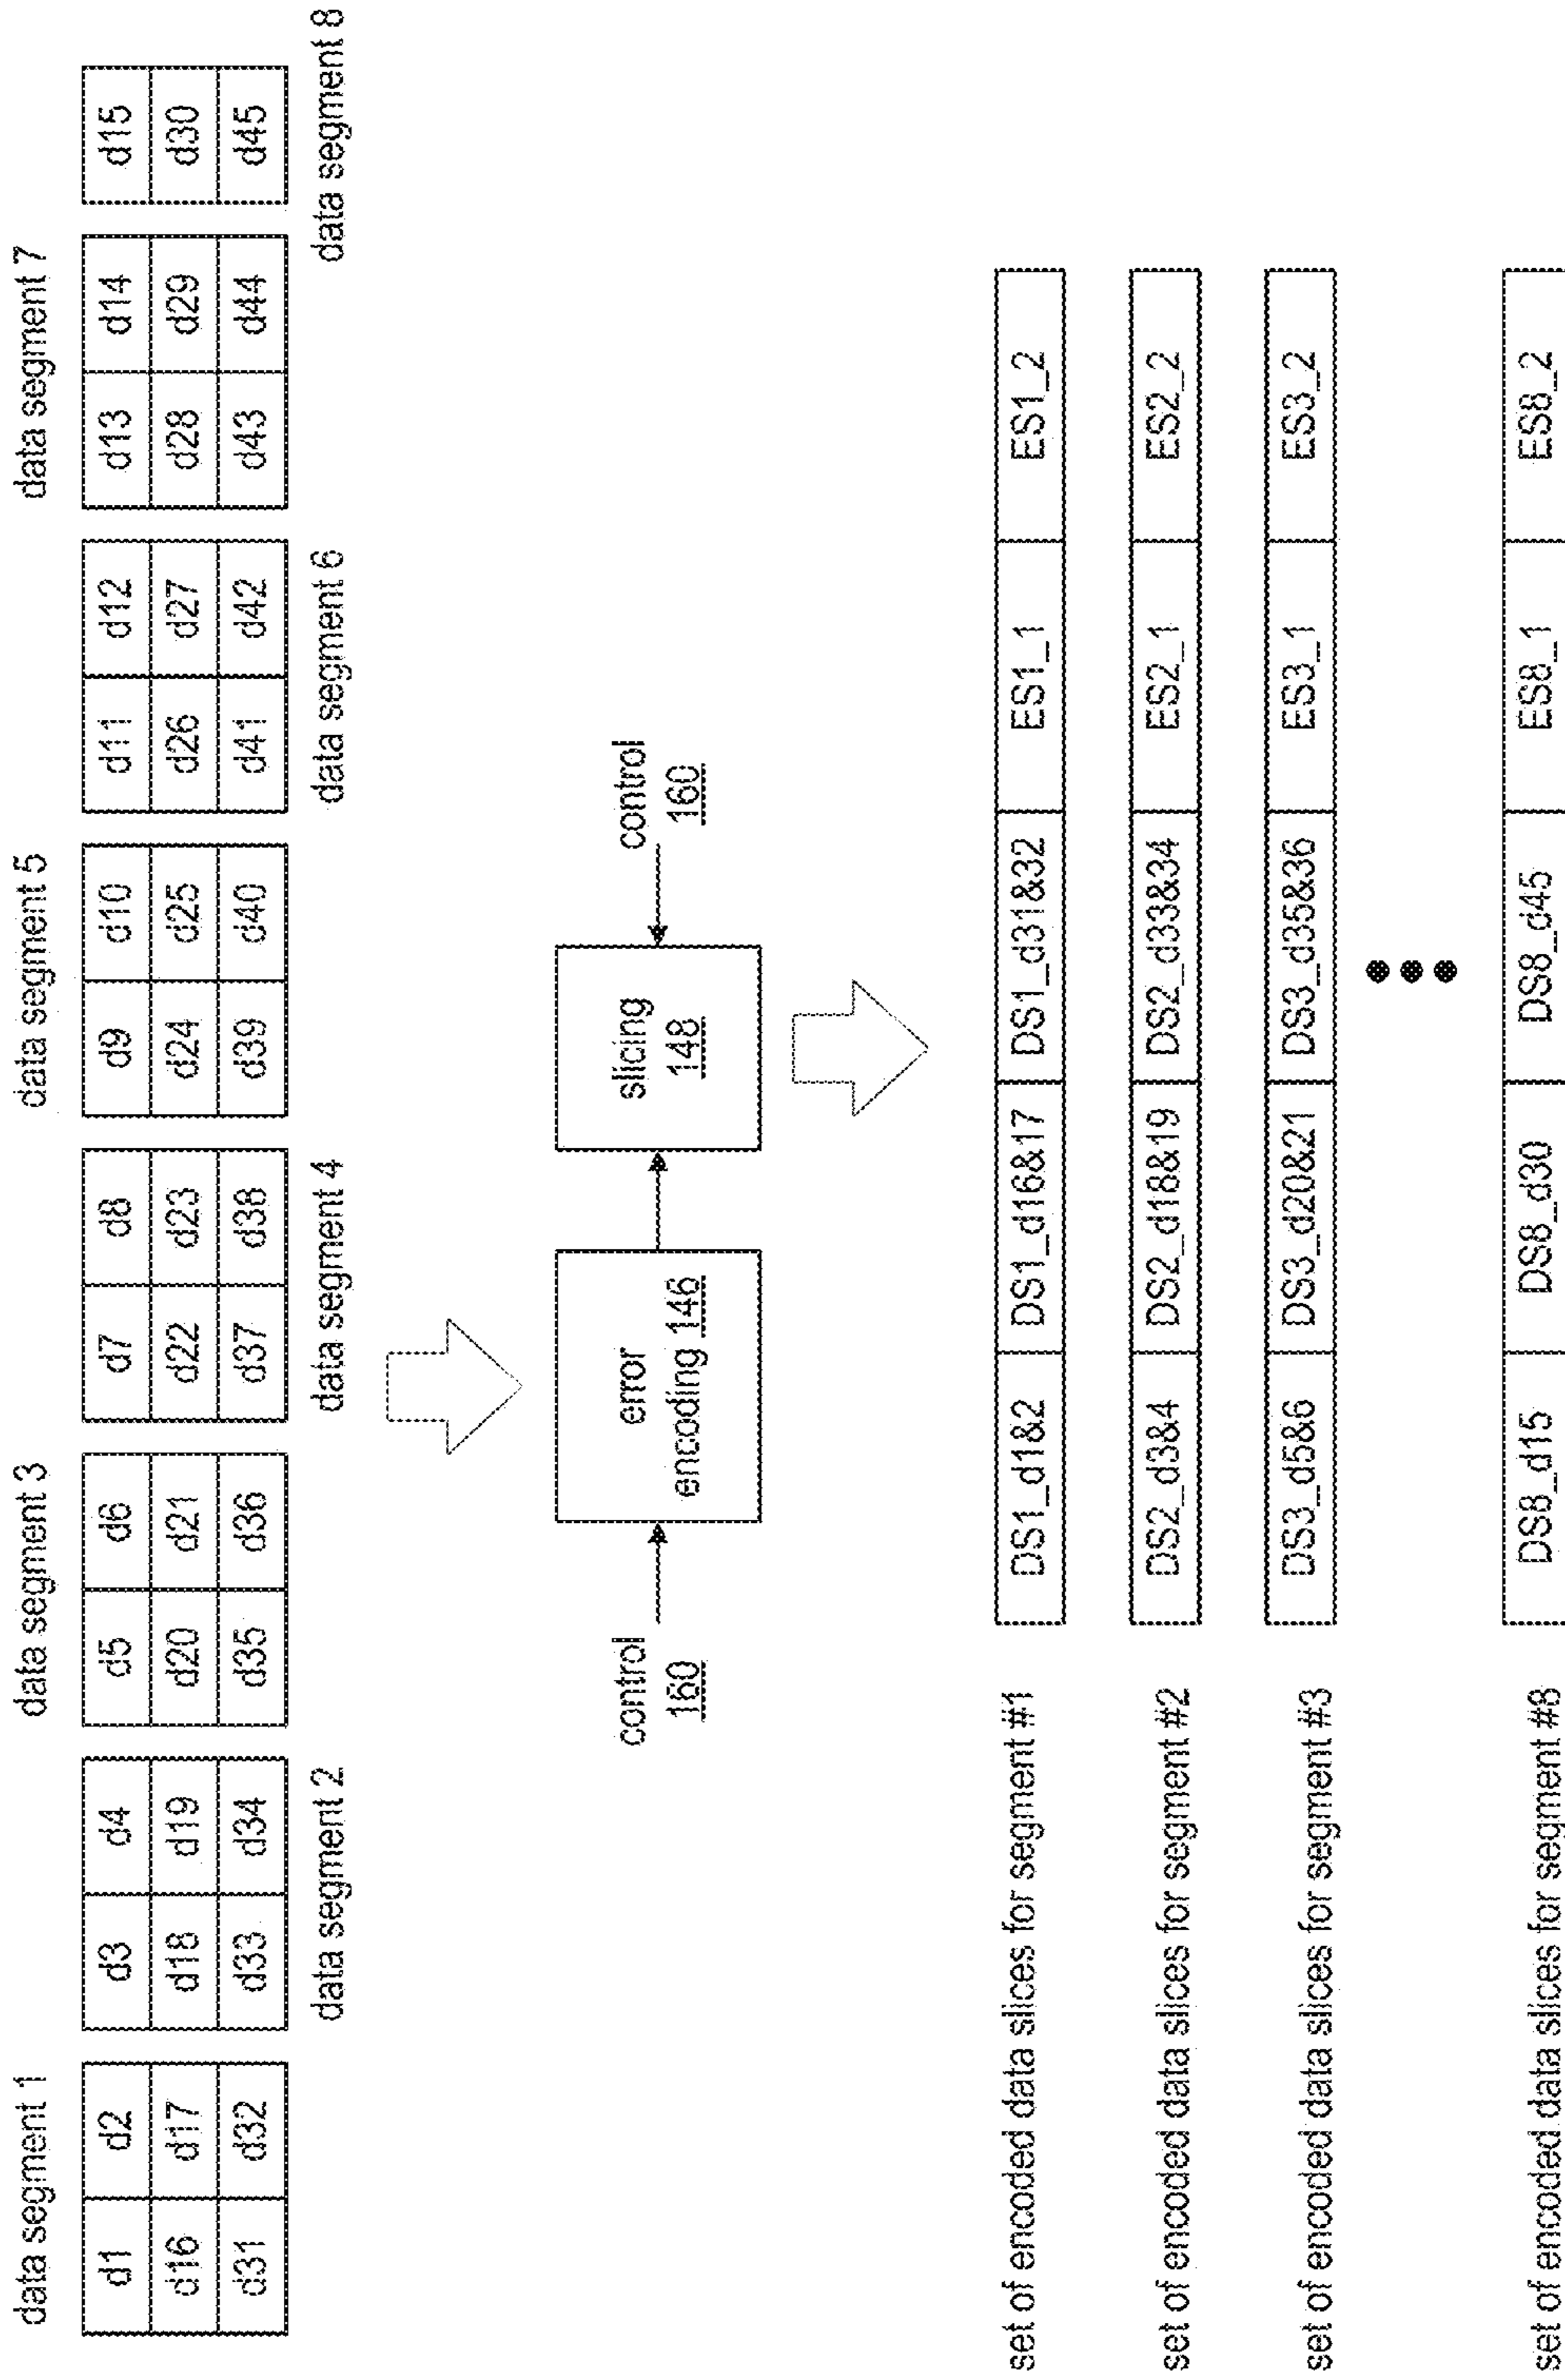 data segment 1
data segment 3
data segment 5
data segment 7
d1 d2 d3 d4 d5 d6 d7 d8 d9 d10 d11 d12 d13 d14 d15
d16 d17 d18 d19 d20 d21 d22 d23 d24 d25 d26 d27 d28 d29 d30
d31 d32 d33 d34 d35 d36 d37 d38 d39 d40 d41 d42 d43 d44 d45
data segment 2
data segment 4
data segment 6
data segment 8
control
160
error
encoding 146
slicing
148
control
160
set of encoded data slices for segment #1 DS1_d1&2 DS1_d16&17 DS1_d31&32 ES1_1 ES1_2
set of encoded data slices for segment #2 DS2_d3&4 DS2_d18&19 DS2_d33&34 ES2_1 ES2_2
set of encoded data slices for segment #3 DS3_d5&6 DS3_d20&21 DS3_d35&36 ES3_1 ES3_2
set of encoded data slices for segment #8 DS8_d15 DS8_d30 DS8_d45 ES8_1 ES8_2